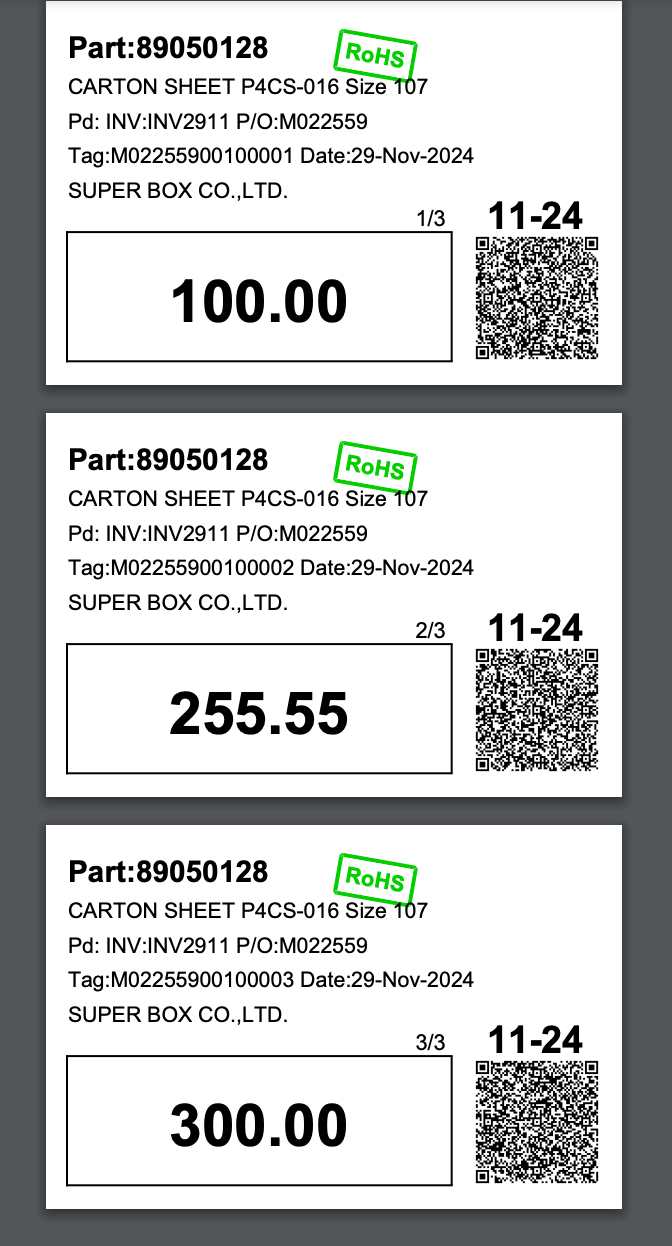 Part:89050128 RoHS
CARTON SHEET P4CS-016 Size 107
Pd: INV:INV2911 P/O:M022559
Tag:M02255900100001 Date:29-Nov-2024
SUPER BOX CO.,LTD.
1/3 11-24
100.00
Part:89050128 RoHS
CARTON SHEET P4CS-016 Size 107
Pd: INV:INV2911 P/O:M022559
Tag:M02255900100002 Date:29-Nov-2024
SUPER BOX CO.,LTD.
2/3 11-24
255.55
Part:89050128 RoHS
CARTON SHEET P4CS-016 Size 107
Pd: INV:INV2911 P/O:M022559
Tag:M02255900100003 Date:29-Nov-2024
SUPER BOX CO.,LTD.
3/3 11-24
300.00